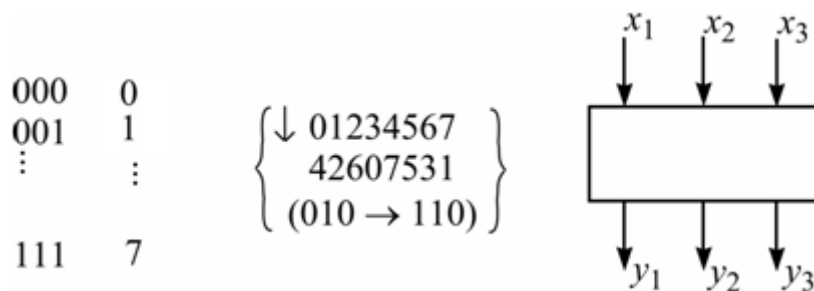 000 0
001 1
⋮ ⋮
111 7
↓ 01234567
42607531
(010 → 110)
x₁ x₂ x₃
y₁ y₂ y₃